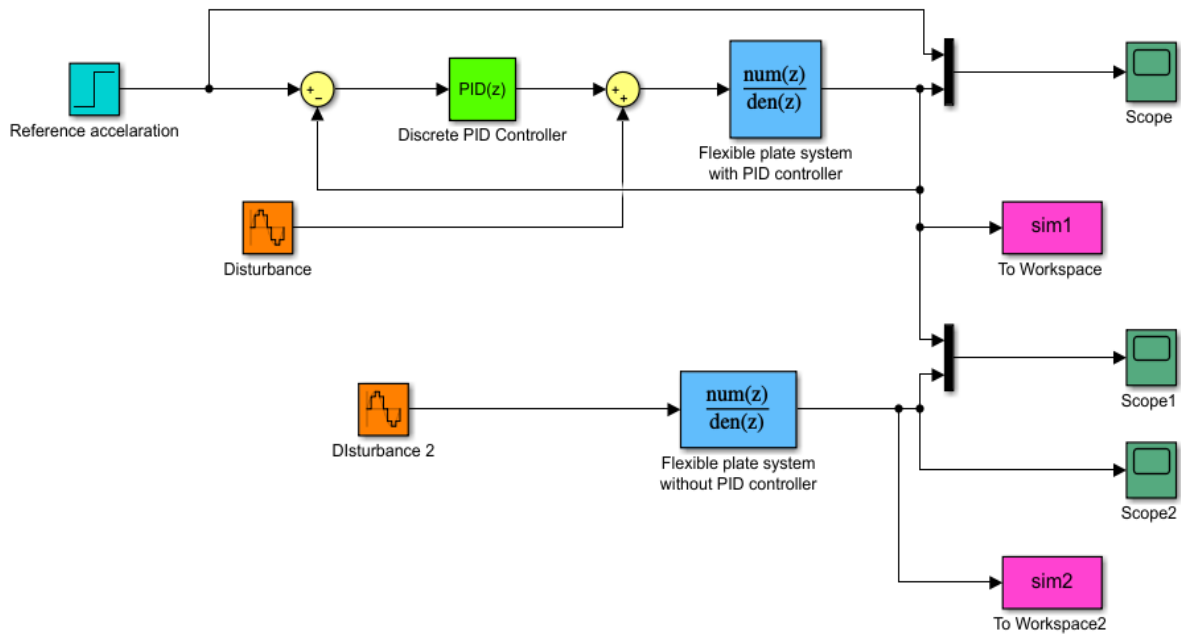 Reference accelaration
+
−
PID(z)
Discrete PID Controller
+
+
num(z)
den(z)
Flexible plate system
with PID controller
Scope
Disturbance
sim1
To Workspace
DIsturbance 2
num(z)
den(z)
Flexible plate system
without PID controller
Scope1
Scope2
sim2
To Workspace2